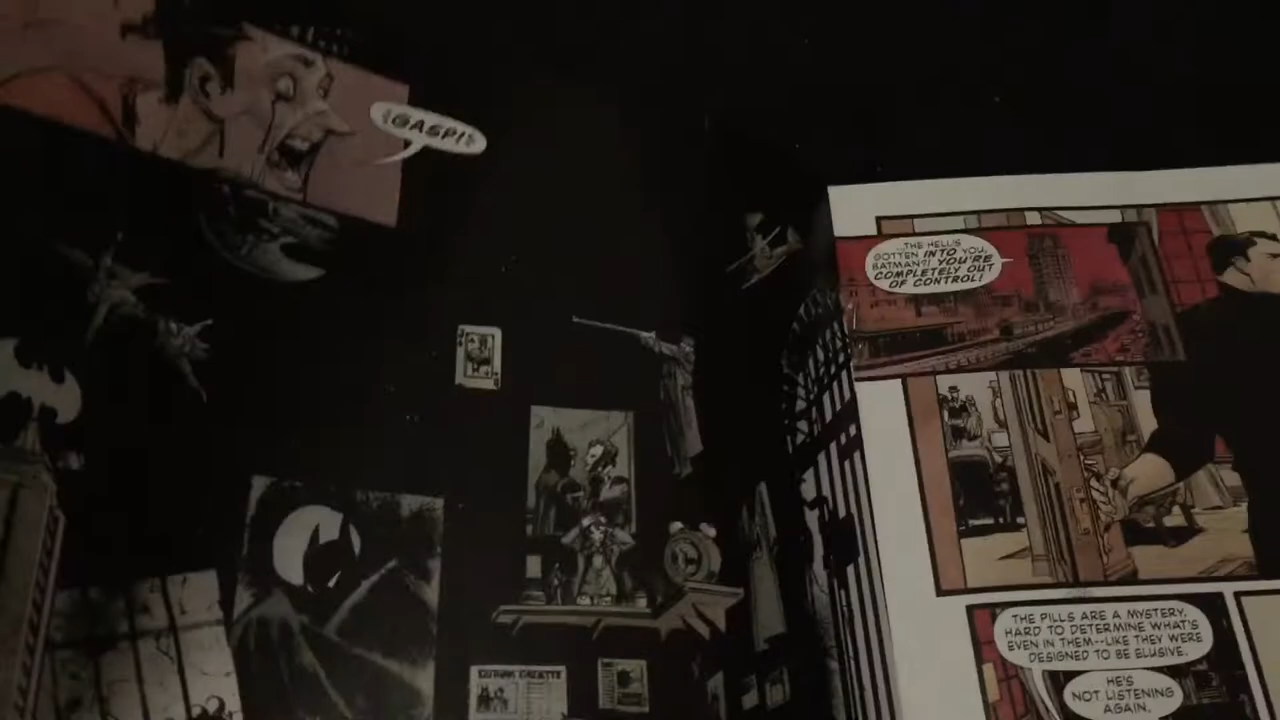 ¡GASP!
...THE HELL'S
GOTTEN INTO YOU,
BATMAN?! YOU'RE
COMPLETELY OUT
OF CONTROL!
GOTHAM GAZETTE
THE PILLS ARE A MYSTERY.
HARD TO DETERMINE WHAT'S
EVEN IN THEM--LIKE THEY WERE
DESIGNED TO BE ELUSIVE.
HE'S
NOT LISTENING
AGAIN.